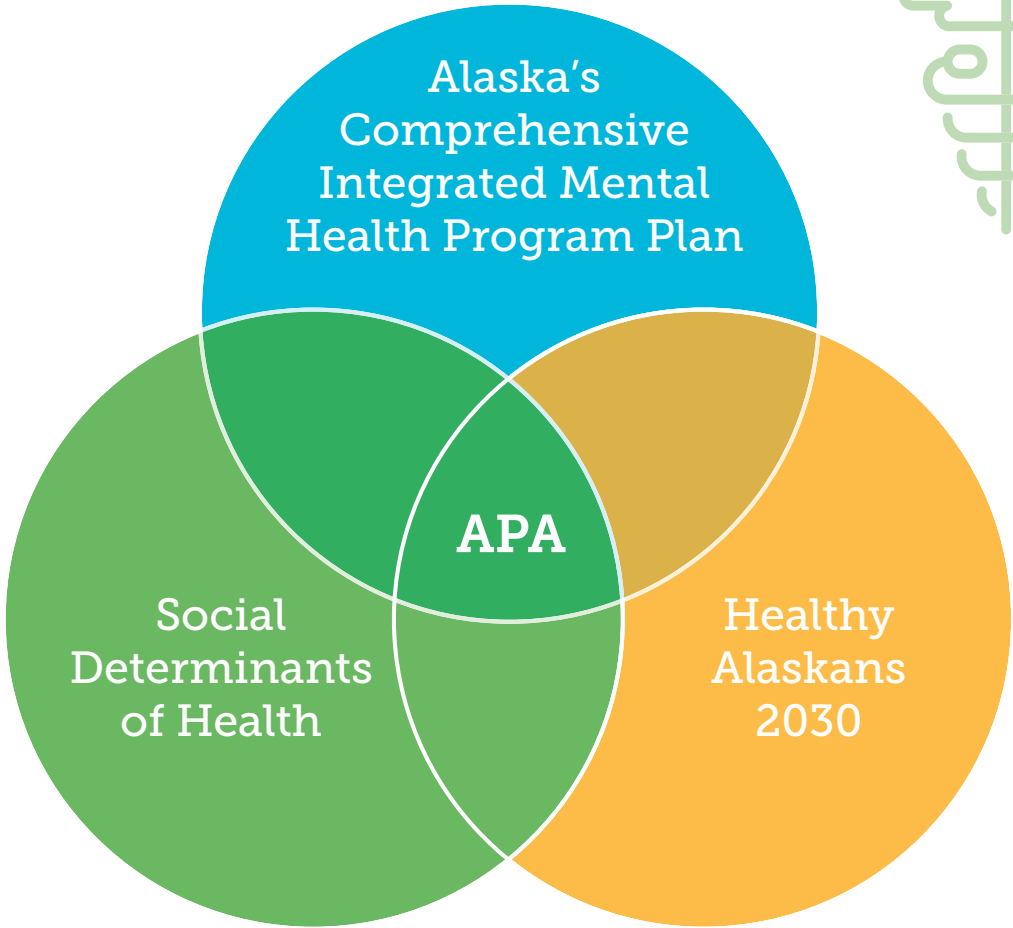 Alaska’s
Comprehensive
Integrated Mental
Health Program Plan
APA
Social
Determinants
of Health
Healthy
Alaskans
2030